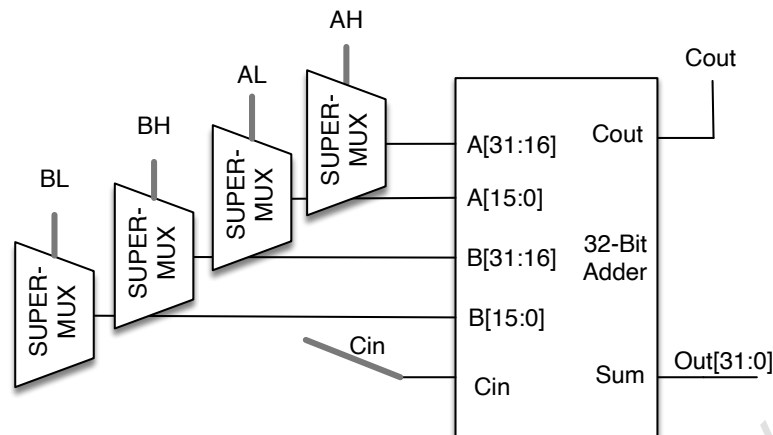 AH
Cout
AL
SUPER-
MUX
BH
A[31:16]
Cout
SUPER-
MUX
BL
A[15:0]
SUPER-
MUX
B[31:16]
32-Bit
Adder
SUPER-
MUX
B[15:0]
Cin
Cin
Sum
Out[31:0]